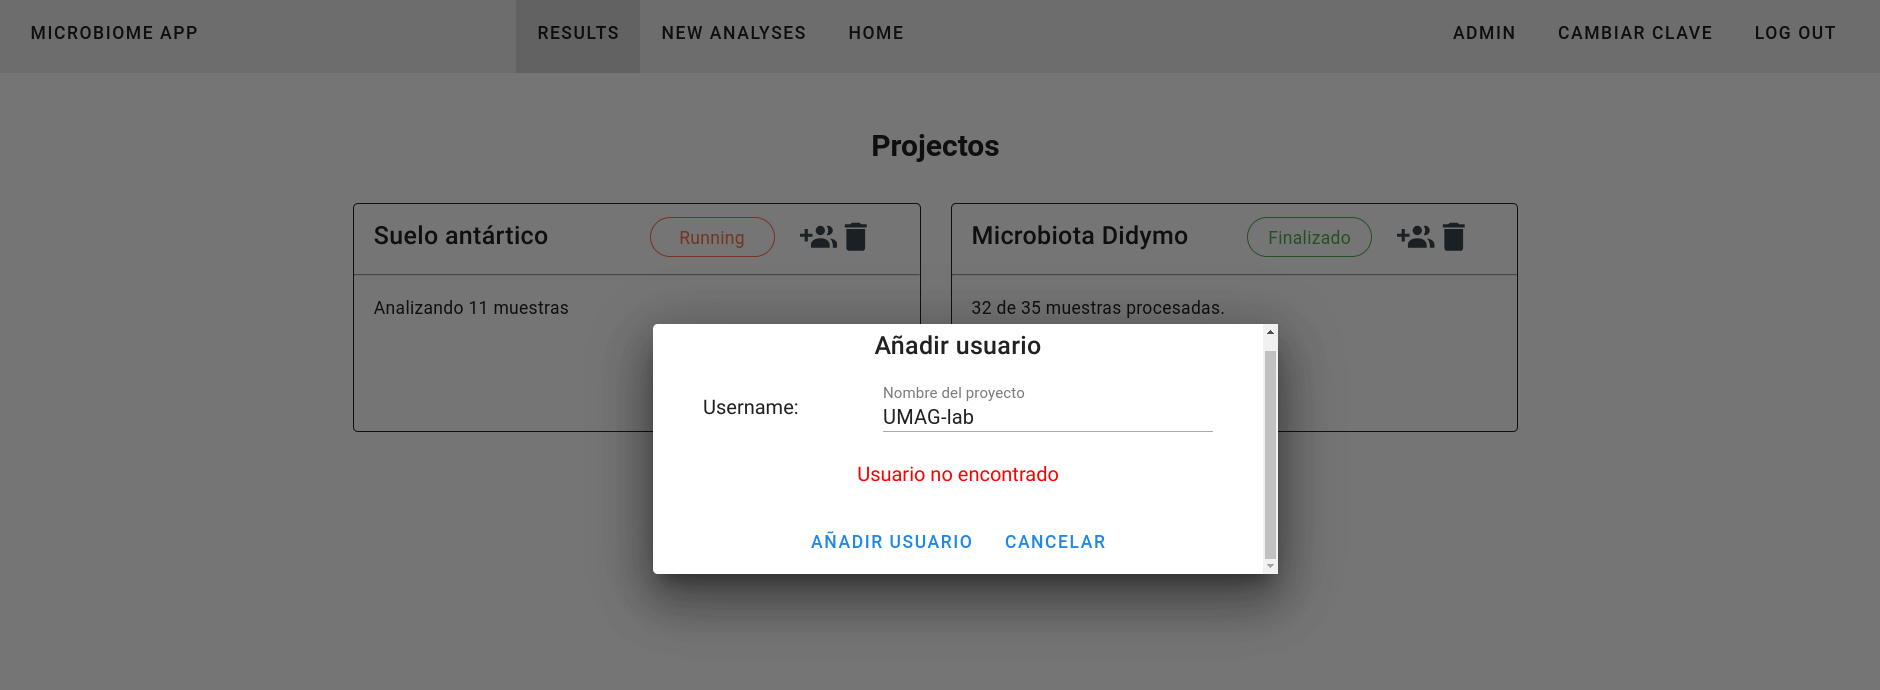 MICROBIOME APP
RESULTS
NEW ANALYSES
HOME
ADMIN
CAMBIAR CLAVE
LOG OUT
Projectos
Suelo antártico
Running
Analizando 11 muestras
Microbiota Didymo
Finalizado
32 de 35 muestras procesadas.
Añadir usuario
Username:
Nombre del proyecto
UMAG-lab
Usuario no encontrado
AÑADIR USUARIO
CANCELAR